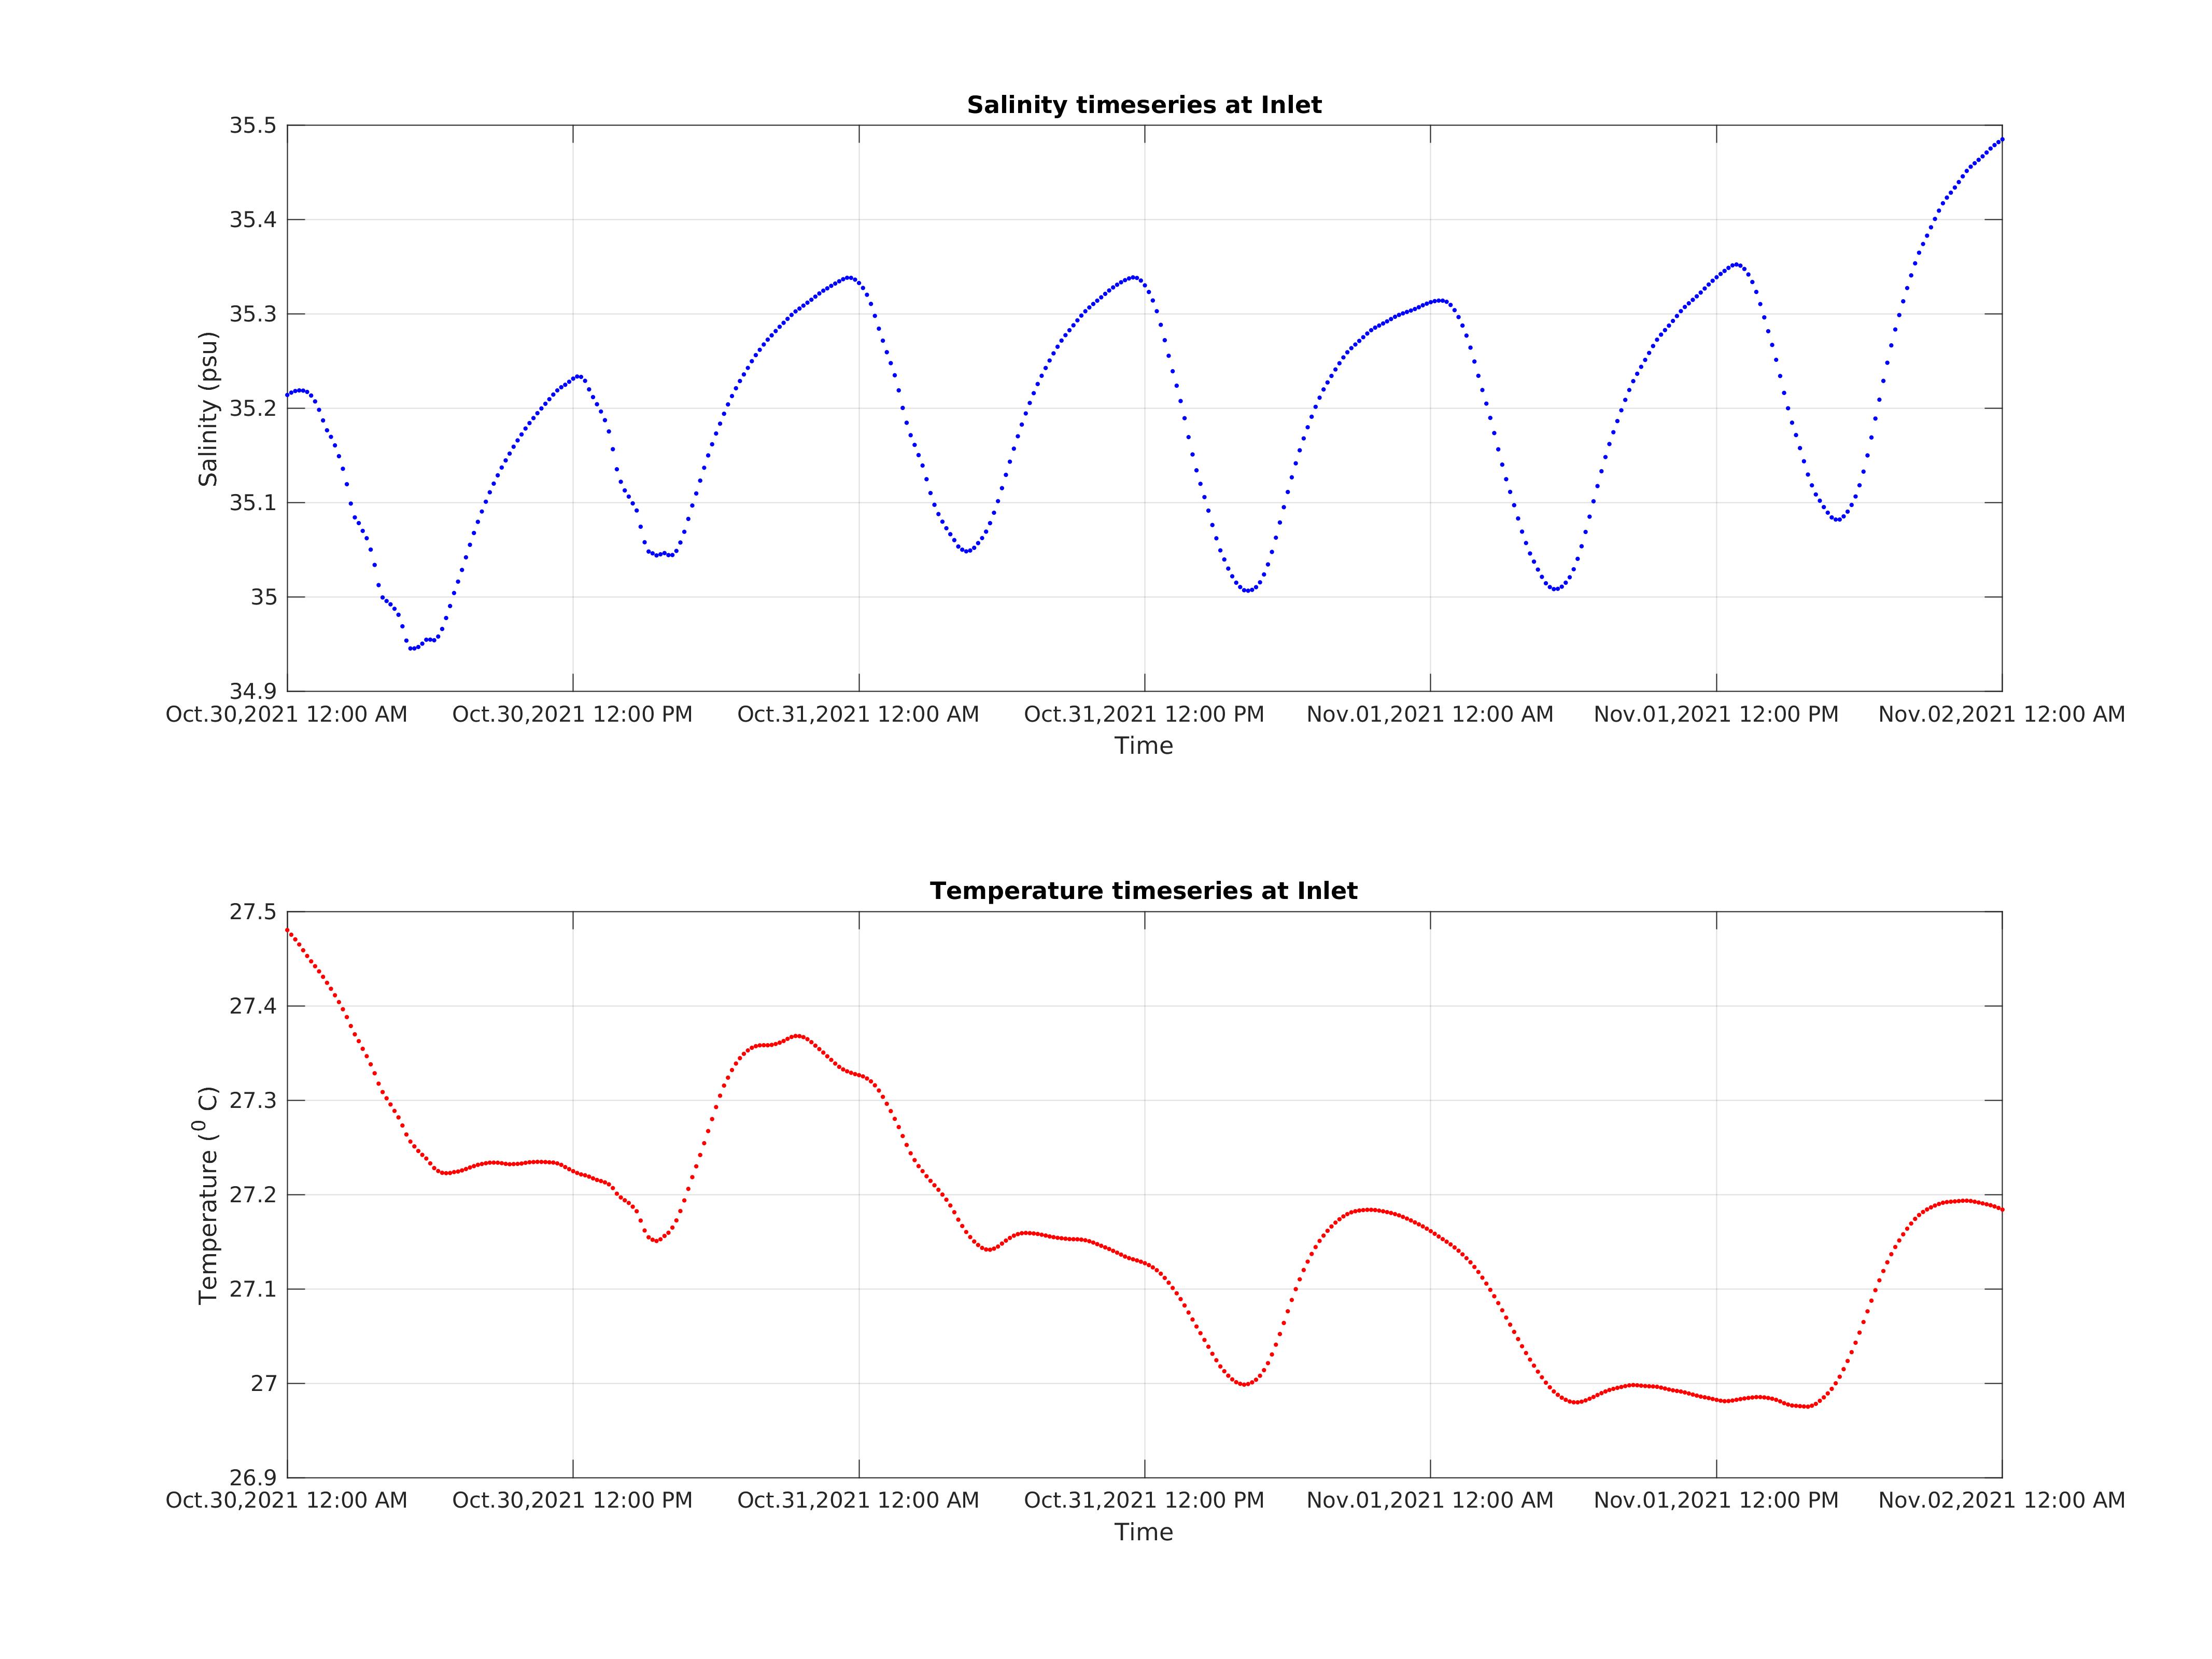 Salinity timeseries at Inlet
35.5
35.4
35.3
35.2
35.1
35
34.9
Salinity (psu)
Oct.30,2021 12:00 AM Oct.30,2021 12:00 PM Oct.31,2021 12:00 AM Oct.31,2021 12:00 PM Nov.01,2021 12:00 AM Nov.01,2021 12:00 PM Nov.02,2021 12:00 AM
Time
Temperature timeseries at Inlet
27.5
27.4
27.3
27.2
27.1
27
26.9
Temperature (⁰ C)
Oct.30,2021 12:00 AM Oct.30,2021 12:00 PM Oct.31,2021 12:00 AM Oct.31,2021 12:00 PM Nov.01,2021 12:00 AM Nov.01,2021 12:00 PM Nov.02,2021 12:00 AM
Time